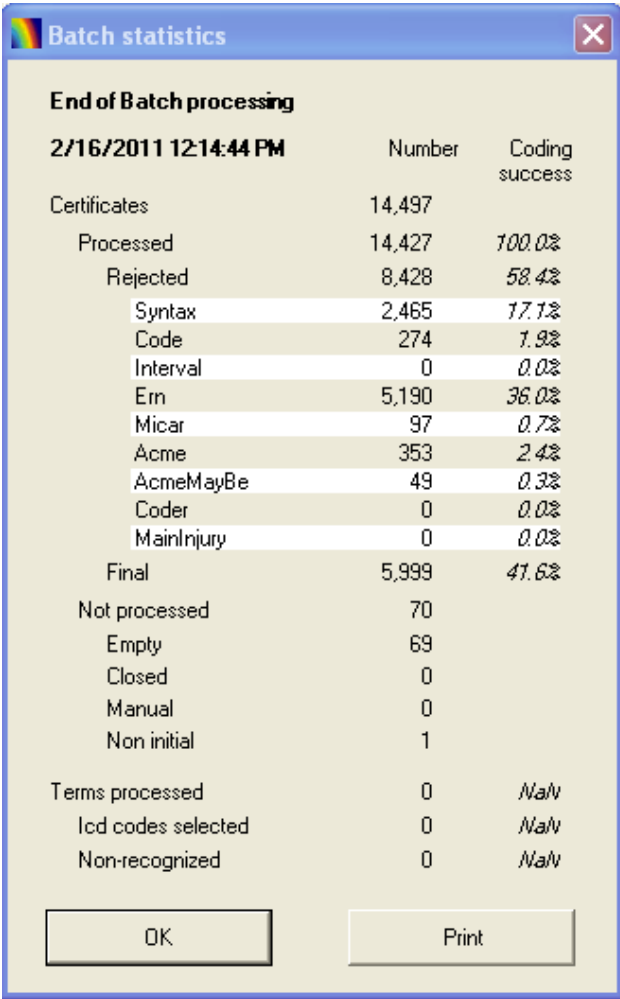 Batch statistics
End of Batch processing
2/16/2011 12:14:44 PM Number Coding success
Certificates 14,497
Processed 14,427 100.0%
Rejected 8,428 58.4%
Syntax 2,465 17.1%
Code 274 1.9%
Interval 0 0.0%
Ern 5,190 36.0%
Micar 97 0.7%
Acme 353 2.4%
AcmeMayBe 49 0.3%
Coder 0 0.0%
MainInjury 0 0.0%
Final 5,999 41.6%
Not processed 70
Empty 69
Closed 0
Manual 0
Non initial 1
Terms processed 0 NaN
Icd codes selected 0 NaN
Non-recognized 0 NaN
OK Print